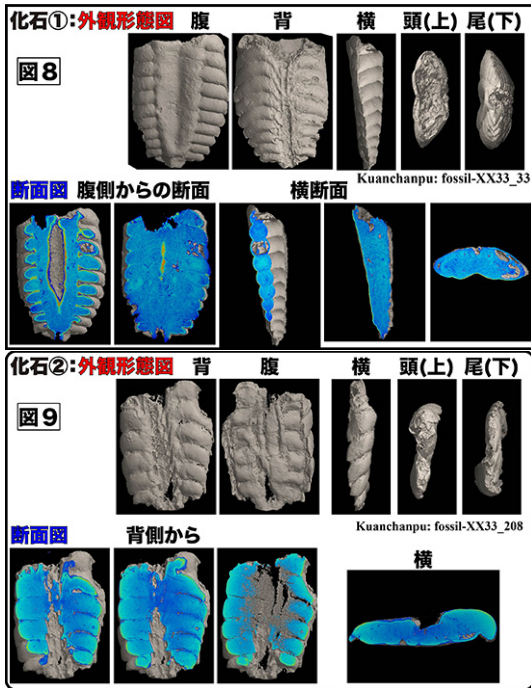 化石①:外観形態図 腹 背 横 頭(上) 尾(下)
図8
Kuanchanpu: fossil-XX33_33
断面図 腹側からの断面 横断面
化石②:外観形態図 背 腹 横 頭(上) 尾(下)
図9
Kuanchanpu: fossil-XX33_208
断面図 背側から 横